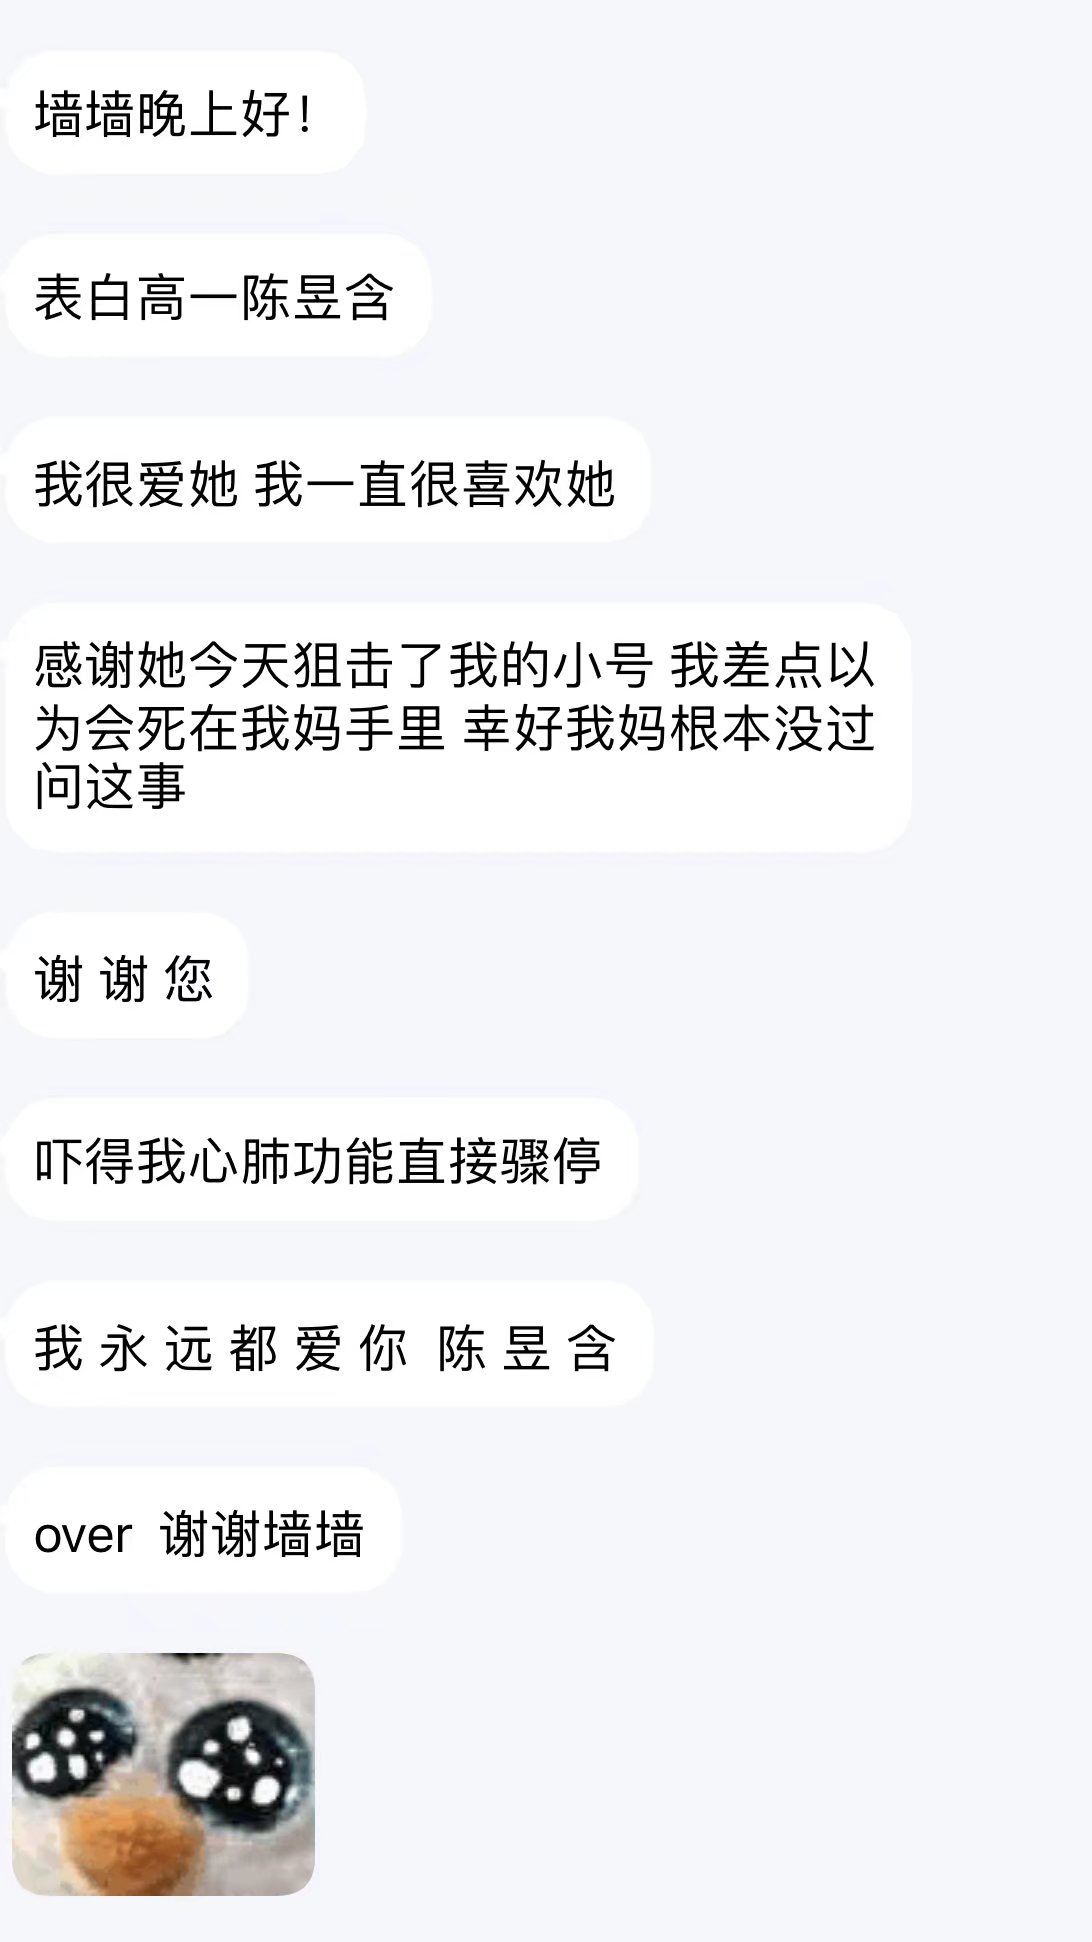 墙墙晚上好！
表白高一陈昱含
我很爱她 我一直很喜欢她
感谢她今天狙击了我的小号 我差点以
为会死在我妈手里 幸好我妈根本没过
问这事
谢 谢 您
吓得我心肺功能直接骤停
我 永 远 都 爱 你  陈 昱 含
over  谢谢墙墙